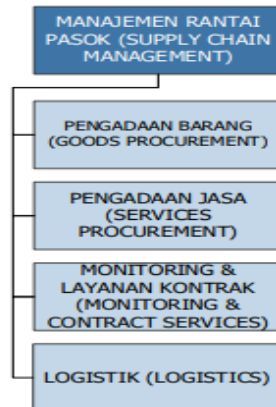 MANAJEMEN RANTAI
PASOK (SUPPLY CHAIN
MANAGEMENT)
PENGADAAN BARANG
(GOODS PROCUREMENT)
PENGADAAN JASA
(SERVICES
PROCUREMENT)
MONITORING &
LAYANAN KONTRAK
(MONITORING &
CONTRACT SERVICES)
LOGISTIK (LOGISTICS)